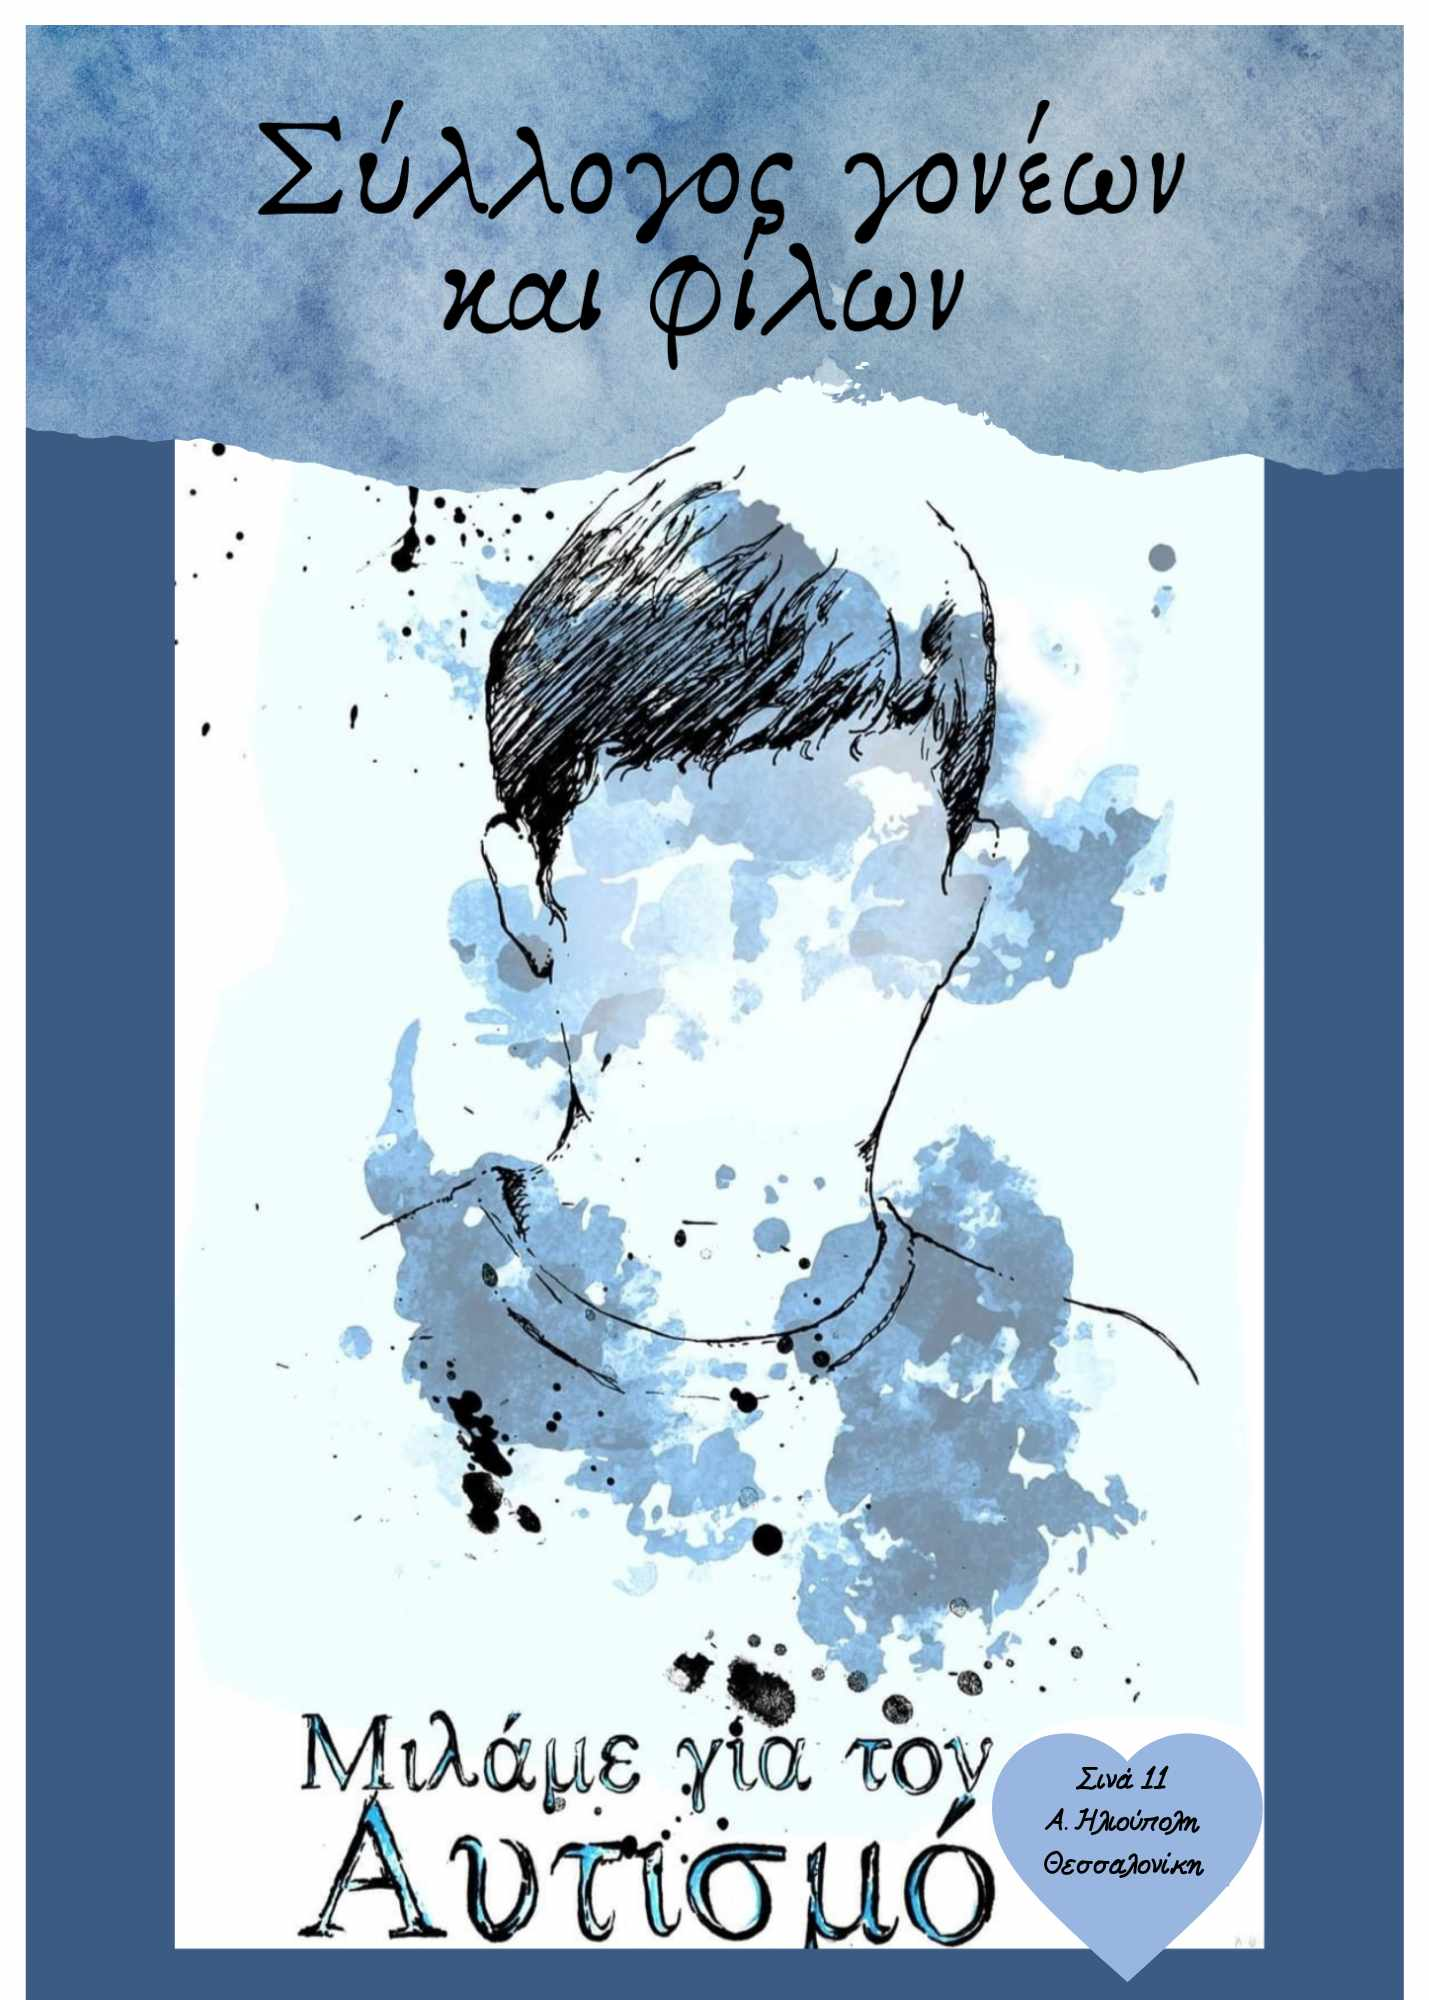 Σύλλογος γονέων
και φίλων
Μιλάμε για τον
Αυτισμό
Σινά 11
Α. Ηλιούπολη
Θεσσαλονίκη